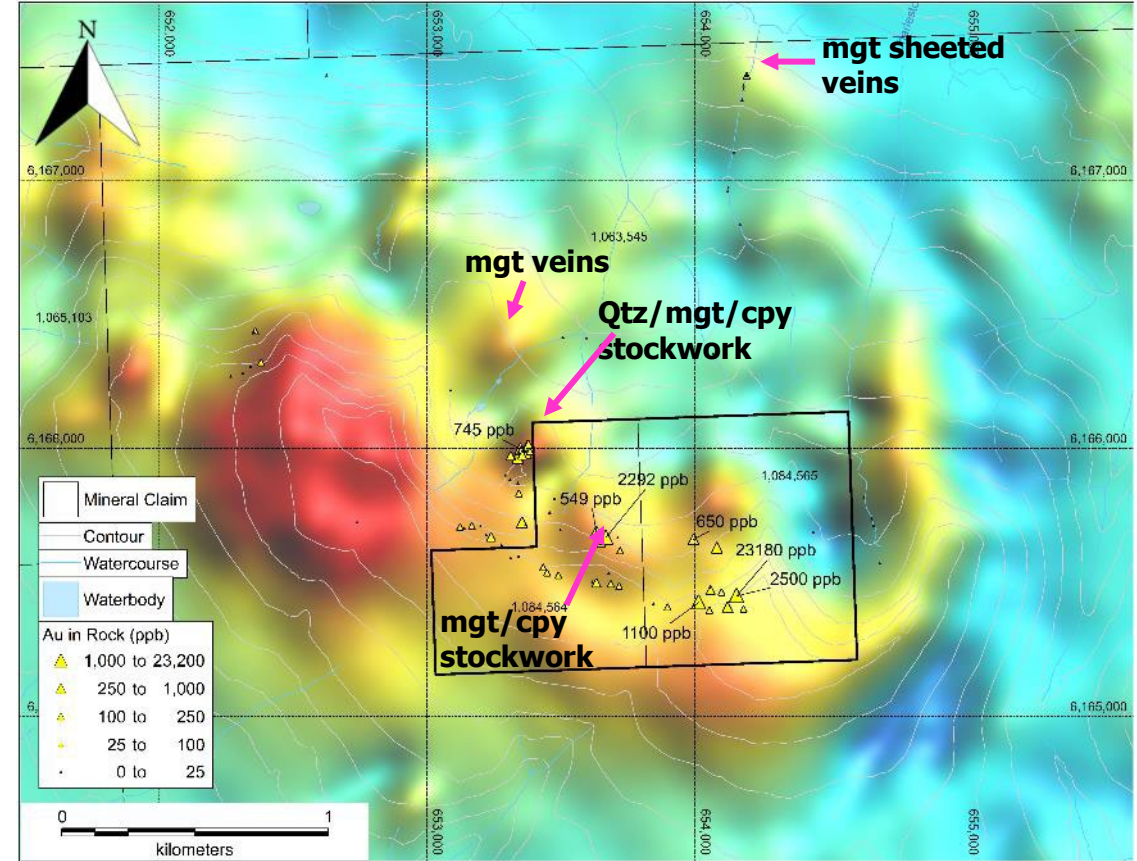 N
652,000
653,000
654,000
655,000
mgt sheeted
veins
6,167,000
6,167,000
1,063,545
mgt veins
Qtz/mgt/cpy
stockwork
1,065,103
745 ppb
6,166,000
6,166,000
2292 ppb
1,084,565
549 ppb
650 ppb
23180 ppb
2500 ppb
1,084,564
mgt/cpy
stockwork
1100 ppb
Mineral Claim
Contour
Watercourse
Waterbody
Au in Rock (ppb)
1,000 to 23,200
250 to 1,000
100 to 250
25 to 100
0 to 25
6,165,000
0 1
kilometers
653,000
654,000
655,000